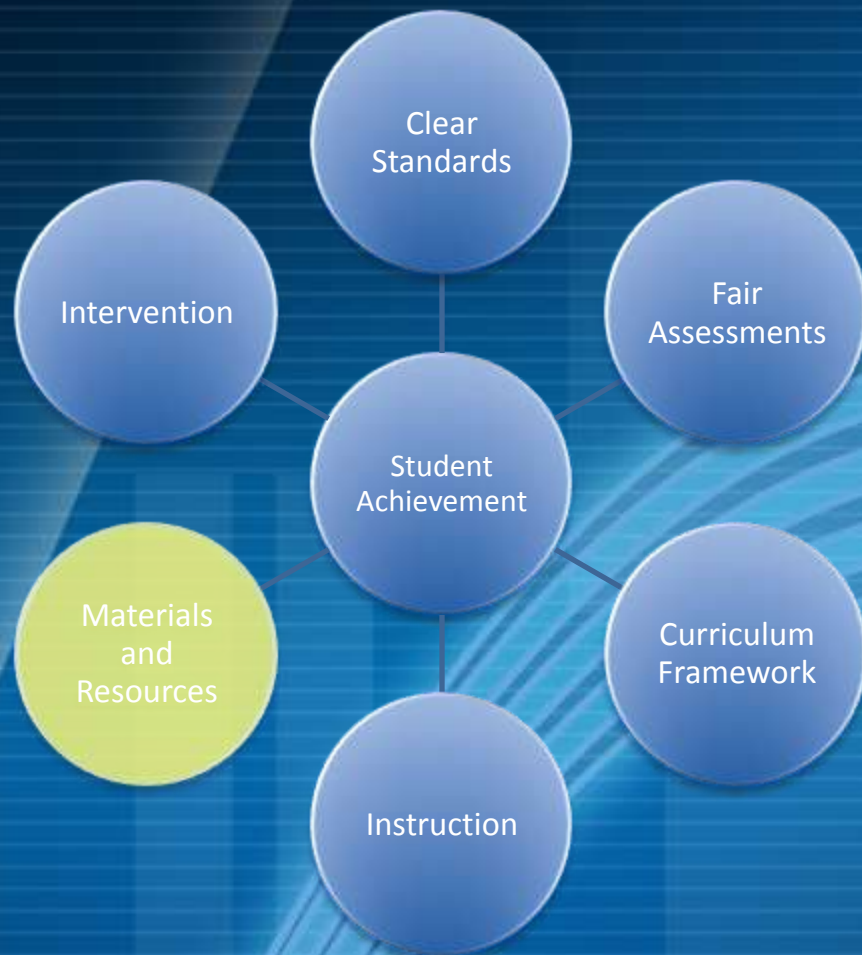 Clear
Standards
Fair
Assessments
Curriculum
Framework
Instruction
Materials
and
Resources
Intervention
Student
Achievement